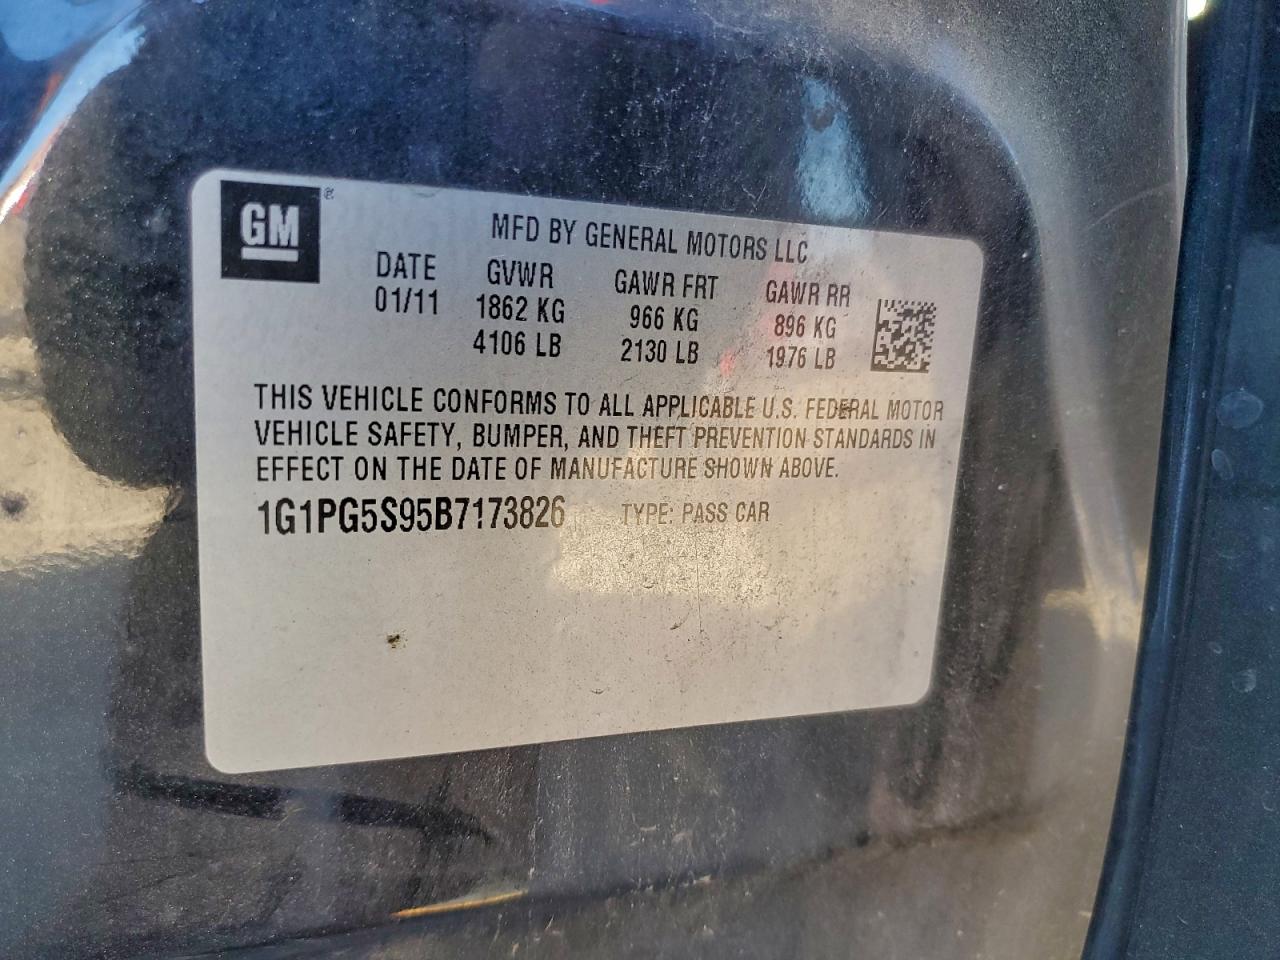 GM ®
MFD BY GENERAL MOTORS LLC
DATE GVWR GAWR FRT GAWR RR
01/11 1862 KG 966 KG 896 KG
4106 LB 2130 LB 1976 LB
THIS VEHICLE CONFORMS TO ALL APPLICABLE U.S. FEDERAL MOTOR
VEHICLE SAFETY, BUMPER, AND THEFT PREVENTION STANDARDS IN
EFFECT ON THE DATE OF MANUFACTURE SHOWN ABOVE.
1G1PG5S95B7173826 TYPE: PASS CAR